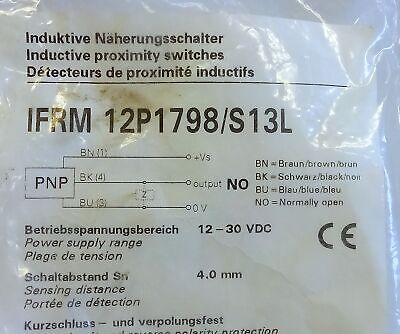 Induktive Näherungsschalter
Inductive proximity switches
Détecteurs de proximité inductifs
IFRM 12P1798/S13L
BN (1) +Vs
PNP BK (4) output NO
Z
BU (3) 0 V
BN = Braun/brown/brun
BK = Schwarz/black/noir
BU = Blau/blue/bleu
NO = Normally open
Betriebsspannungsbereich 12-30 VDC
Power supply range
Plage de tension
CE
Schaltabstand Sn 4.0 mm
Sensing distance
Portée de détection
Kurzschluss - und verpolungsfest
reverse polarity protection